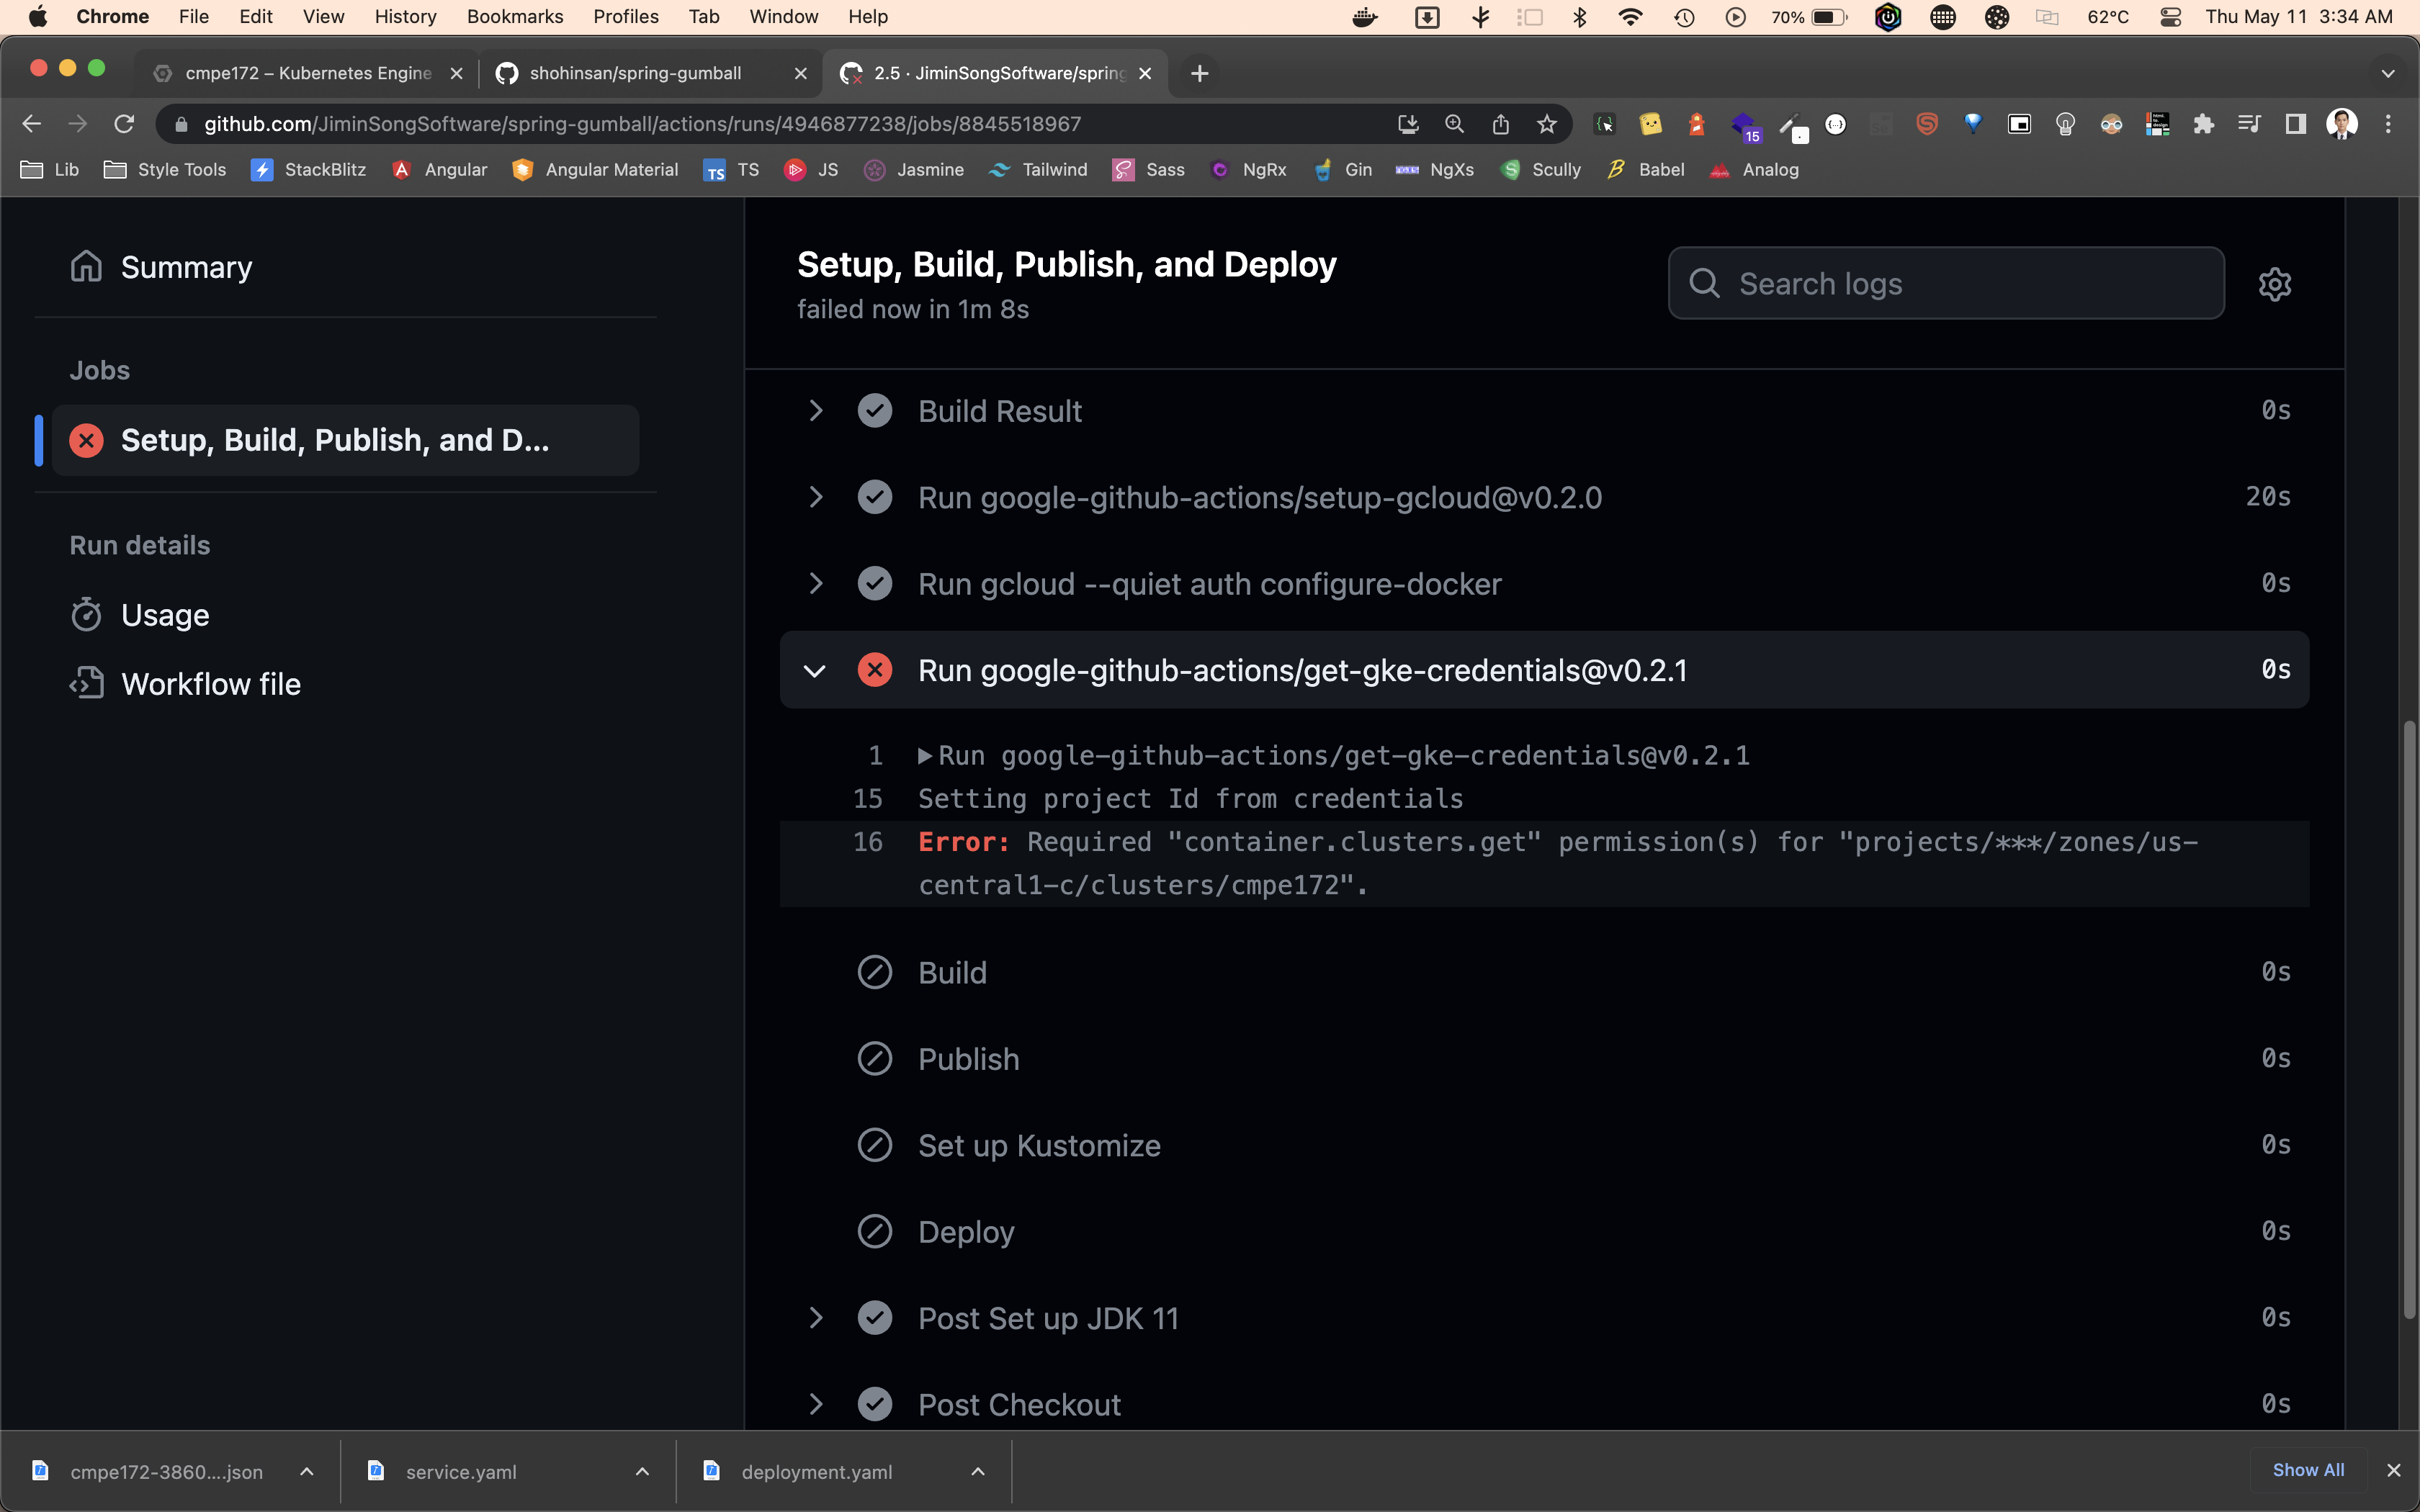 Chrome File Edit View History Bookmarks Profiles Tab Window Help 70% 62°C Thu May 11 3:34 AM
cmpe172 – Kubernetes Engine shohinsan/spring-gumball 2.5 · JiminSongSoftware/spring
github.com/JiminSongSoftware/spring-gumball/actions/runs/4946877238/jobs/8845518967 15
Lib Style Tools StackBlitz Angular Angular Material TS JS Jasmine Tailwind Sass NgRx Gin NgXs Scully Babel Analog
Summary
Jobs
Setup, Build, Publish, and D...
Run details
Usage
Workflow file
Setup, Build, Publish, and Deploy
failed now in 1m 8s
Search logs
Build Result 0s
Run google-github-actions/setup-gcloud@v0.2.0 20s
Run gcloud --quiet auth configure-docker 0s
Run google-github-actions/get-gke-credentials@v0.2.1 0s
1 ▶Run google-github-actions/get-gke-credentials@v0.2.1
15 Setting project Id from credentials
16 Error: Required "container.clusters.get" permission(s) for "projects/***/zones/us-
central1-c/clusters/cmpe172".
Build 0s
Publish 0s
Set up Kustomize 0s
Deploy 0s
Post Set up JDK 11 0s
Post Checkout 0s
cmpe172-3860....json service.yaml deployment.yaml Show All